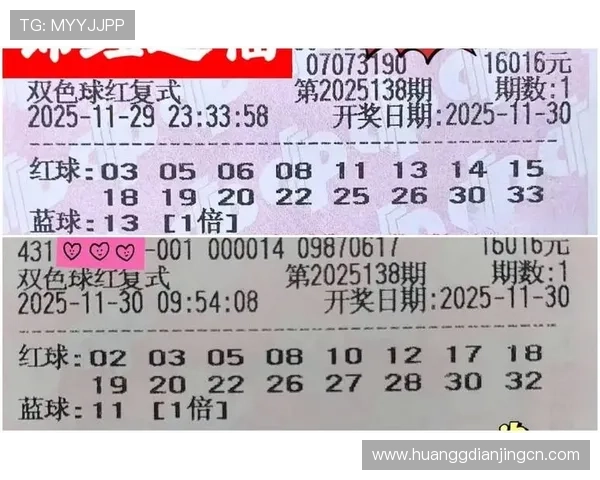 TG: MYYJJPP
07073190 16016元
双色球红复式 第2025138期 期数:1
2025-11-29 23:33:58 开奖日期:2025-11-30
红球:03 05 06 08 11 13 14 15
18 19 20 22 25 26 30 33
蓝球:13 [1倍]
431 -001 000014 09870617 16016元
双色球红复式 第2025138期 期数:1
2025-11-30 09:54:08 开奖日期:2025-11-30
红球:02 03 05 08 10 12 17 18
19 20 22 26 27 28 30 32
蓝球:11 [1倍]
www.huanggdianjingcn.com